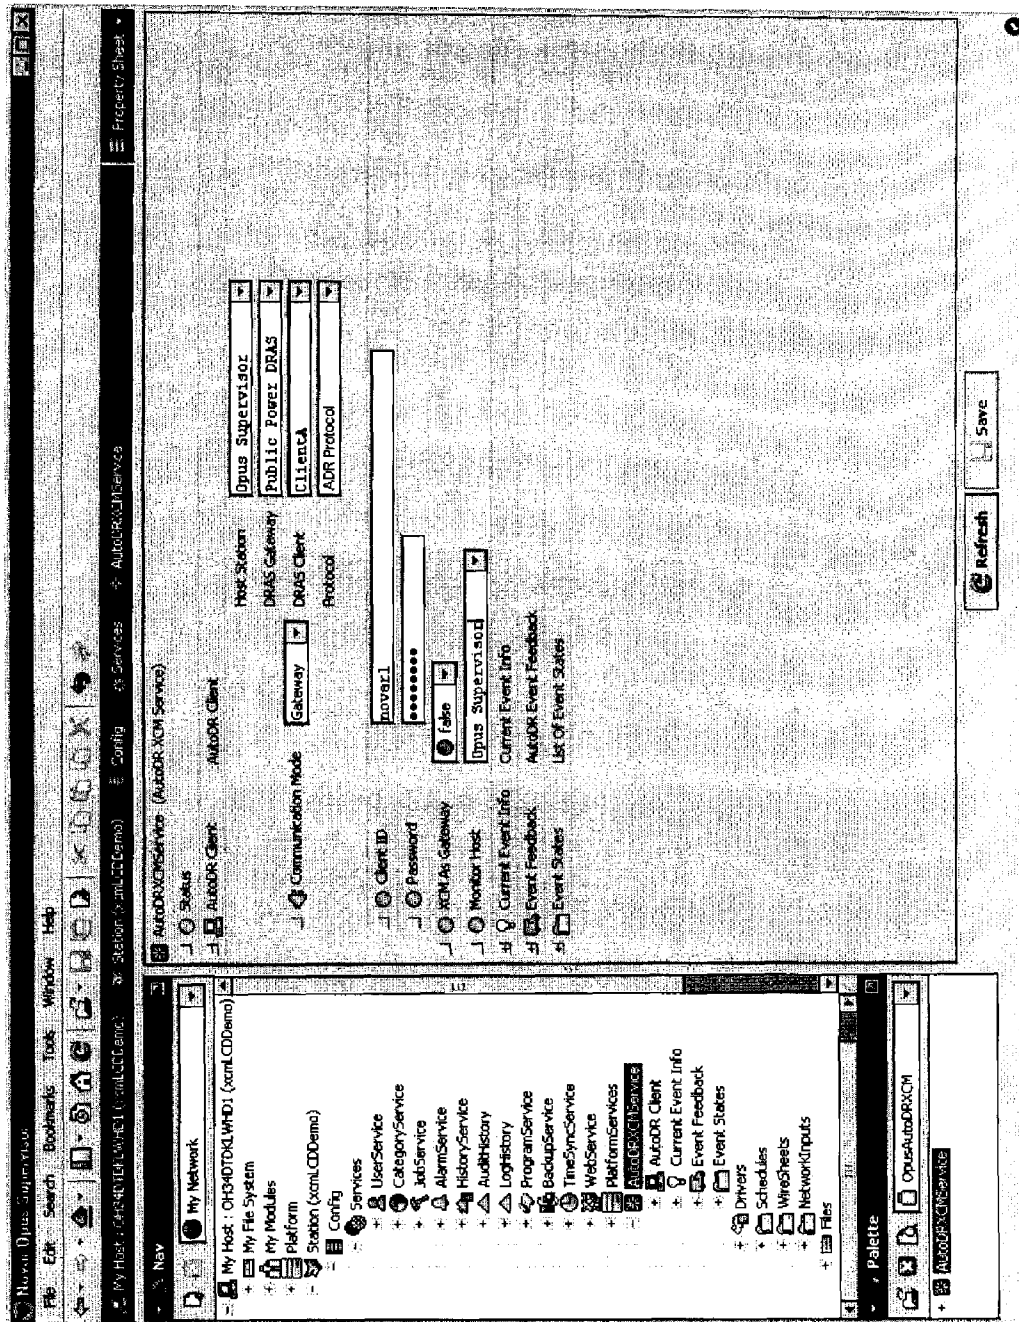 Novar Opus Supervisor
File Edit Search Bookmarks Tools Window Help
My Host : OH34DTDKLWHD1 (xcmLCDDemo) Station (xcmLCDDemo) Config Services AutoDRXCMService Property Sheet
Nav
My Network
My Host : OH34DTDKLWHD1 (xcmLCDDemo)
My File System
My Modules
Platform
Station (xcmLCDDemo)
Config
Services
UserService
CategoryService
JobService
AlarmService
HistoryService
AuditHistory
LogHistory
ProgramService
BackupService
TimeSyncService
WebService
PlatformServices
AutoDRXCMService
AutoDR Client
Current Event Info
Event Feedback
Event States
Drivers
Schedules
WireSheets
NetworkInputs
Files
Palette
OpusAutoDRXCM
AutoDRXCMService
AutoDRXCMService (AutoDR XCM Service)
Status
AutoDR Client AutoDR Client
Host Station Opus Supervisor
DRAS Gateway Public Power DRAS
Communication Mode Gateway DRAS Client ClientA
Protocol ADR Protocol
Client ID novar1
Password ••••••••
XCM As Gateway false
Monitor Host Opus Supervisor
Current Event Info Current Event Info
Event Feedback AutoDR Event Feedback
Event States List Of Event States
Refresh Save